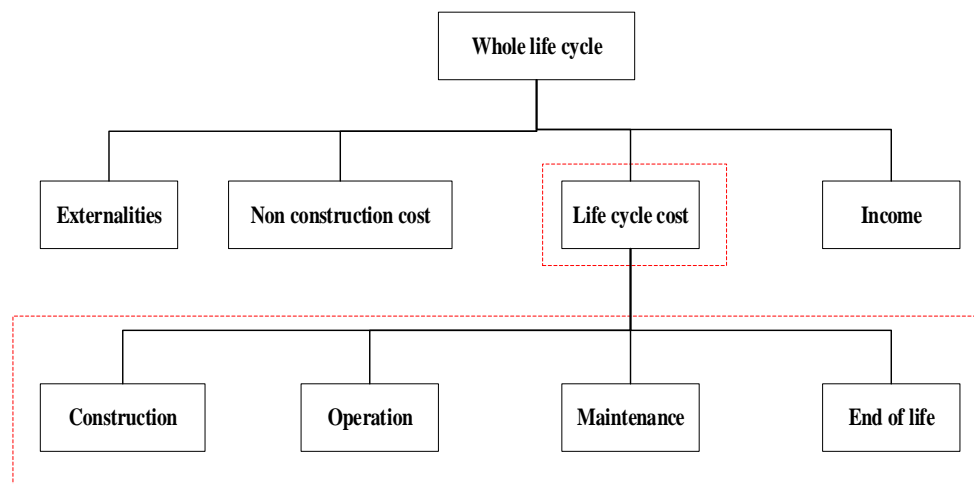 Whole life cycle
Externalities
Non construction cost
Life cycle cost
Income
Construction
Operation
Maintenance
End of life